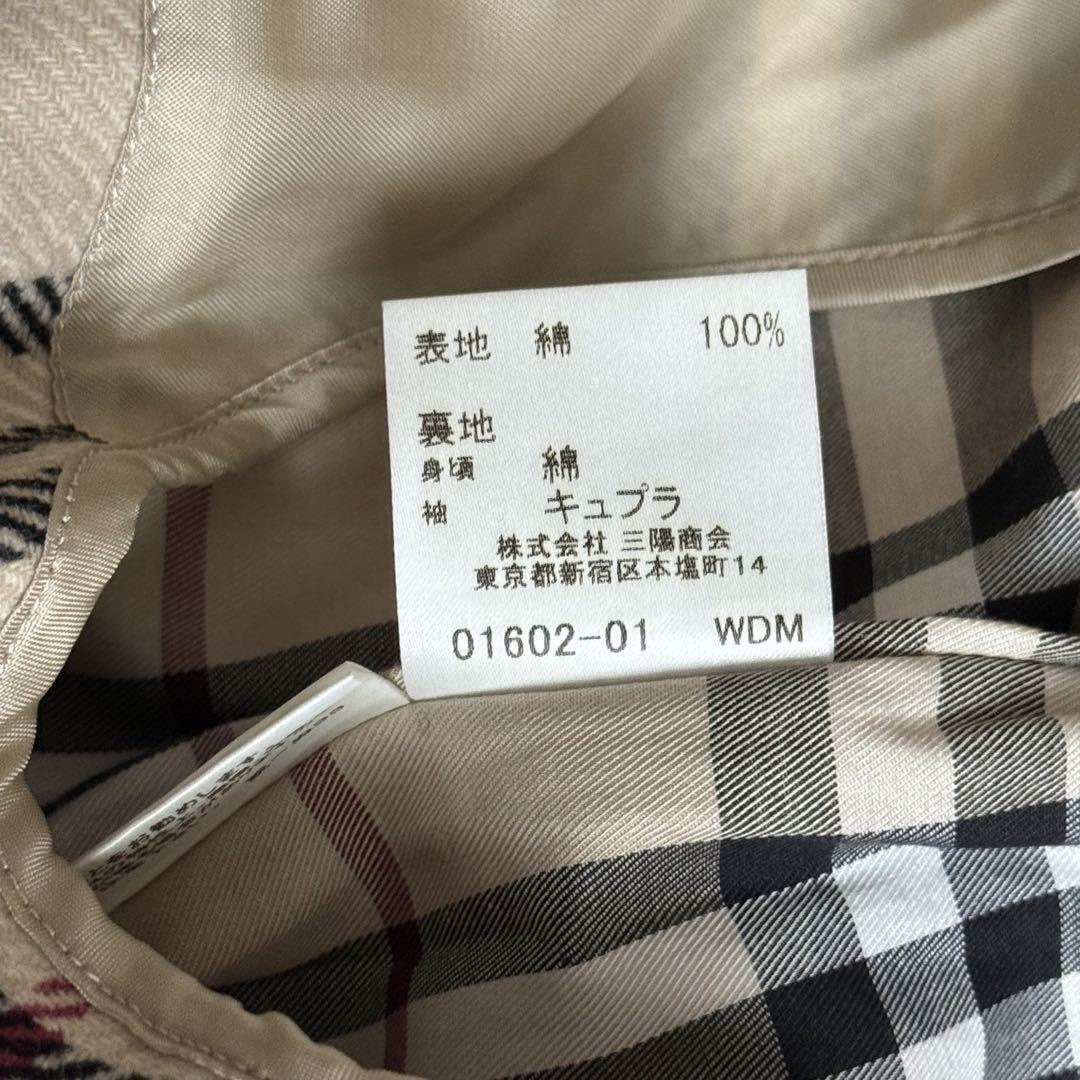 表地 綿 100%
裏地
身頃 綿
袖 キュプラ
株式会社 三陽商会
東京都新宿区本塩町14
01602-01 WDM